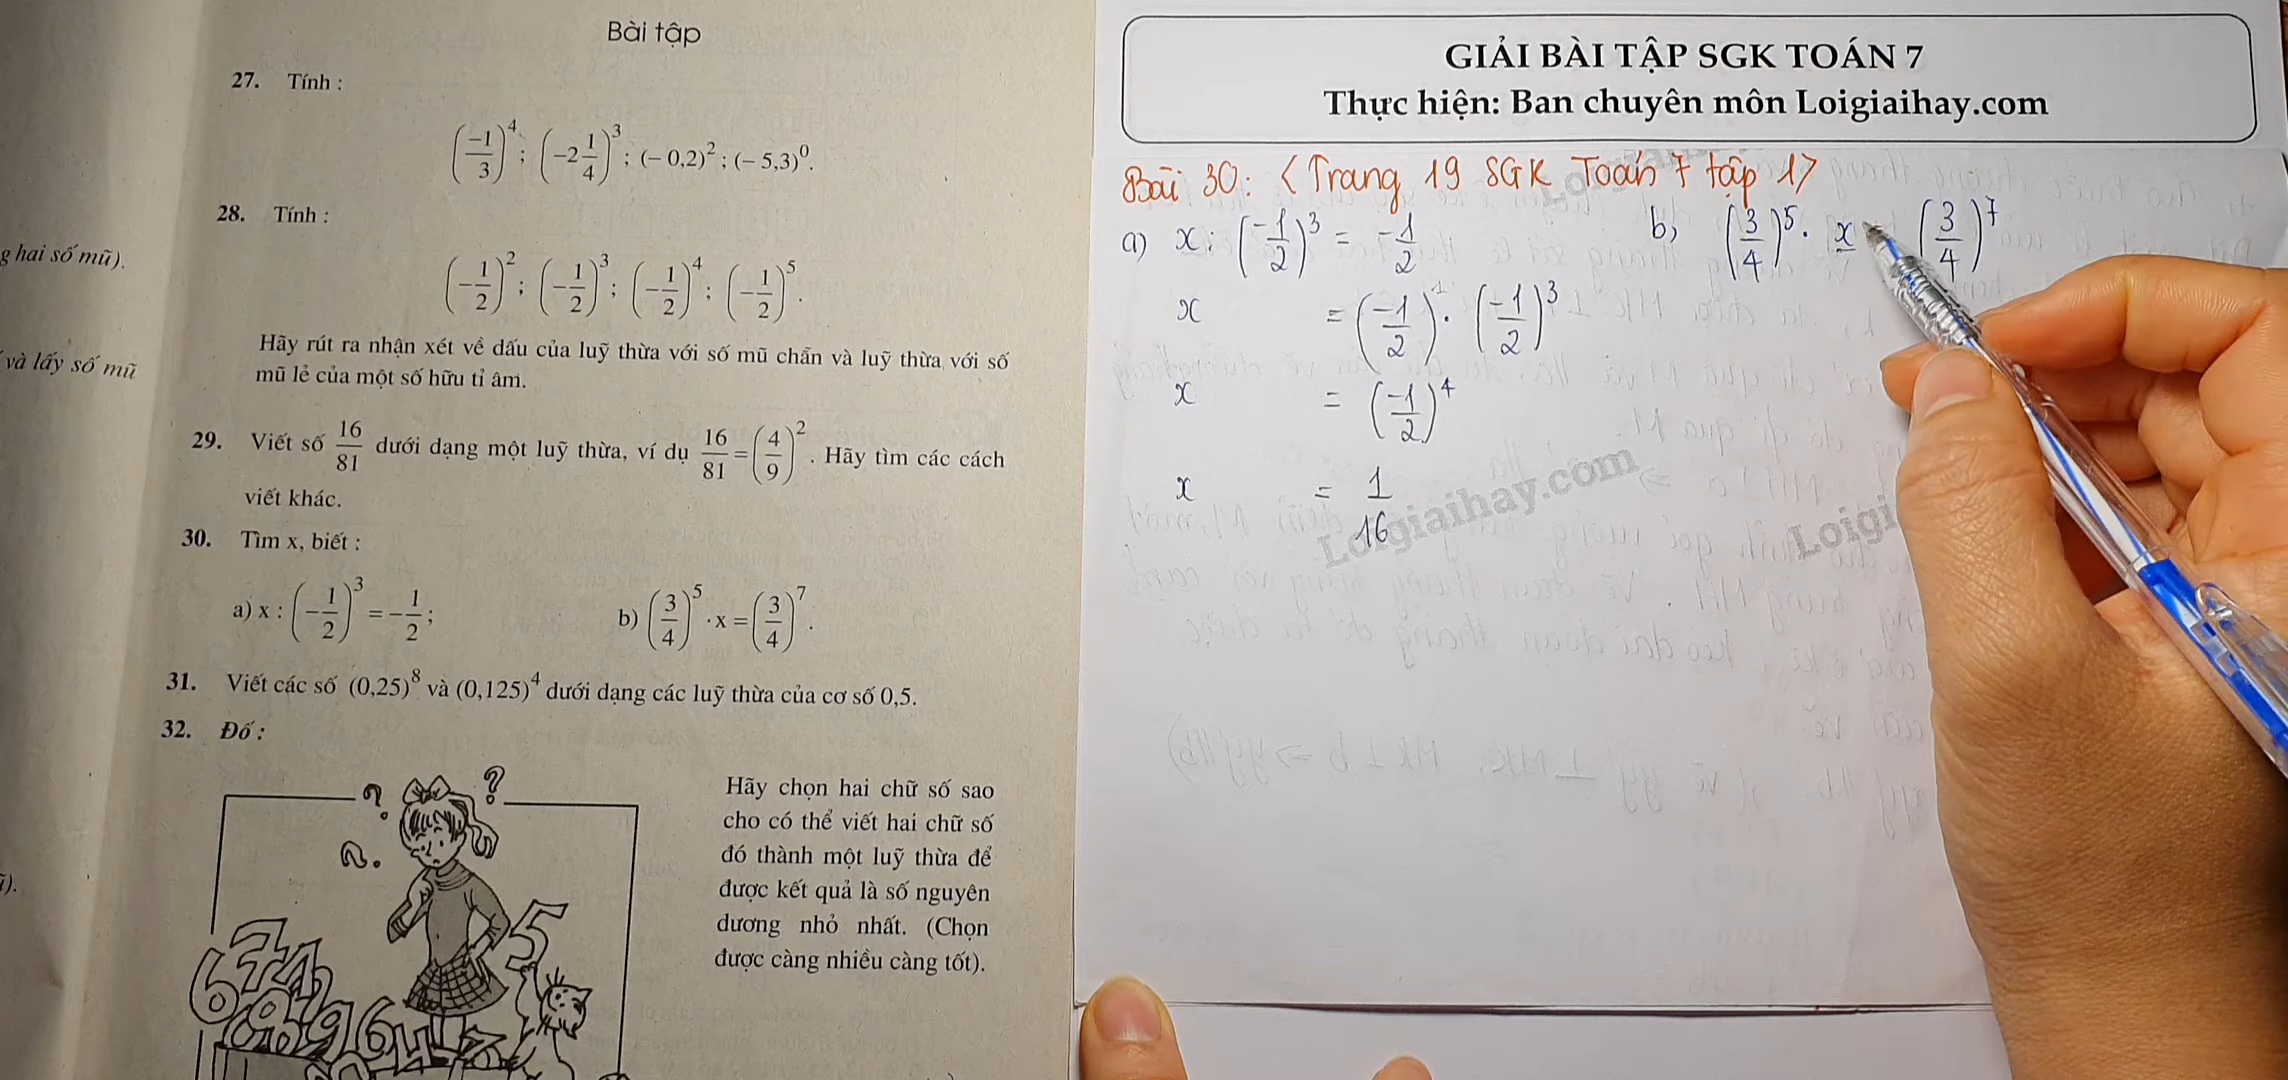 g hai số mũ).
và lấy số mũ
ĩ).
Bài tập
27. Tính :
(-1/3)^4; (-2 1/4)^3; (-0,2)^2; (-5,3)^0.
28. Tính :
(-1/2)^2; (-1/2)^3; (-1/2)^4; (-1/2)^5.
Hãy rút ra nhận xét về dấu của luỹ thừa với số mũ chẵn và luỹ thừa với số
mũ lẻ của một số hữu tỉ âm.
29. Viết số 16/81 dưới dạng một luỹ thừa, ví dụ 16/81 = (4/9)^2. Hãy tìm các cách
viết khác.
30. Tìm x, biết :
a) x : (-1/2)^3 = -1/2; b) (3/4)^5 · x = (3/4)^7.
31. Viết các số (0,25)^8 và (0,125)^4 dưới dạng các luỹ thừa của cơ số 0,5.
32. Đố :
Hãy chọn hai chữ số sao
cho có thể viết hai chữ số
đó thành một luỹ thừa để
được kết quả là số nguyên
dương nhỏ nhất. (Chọn
được càng nhiều càng tốt).
GIẢI BÀI TẬP SGK TOÁN 7
Thực hiện: Ban chuyên môn Loigiaihay.com
Bài 30: <Trang 19 SGK Toán 7 tập 1>
a) x : (-1/2)^3 = -1/2
x = (-1/2)^1 . (-1/2)^3
x = (-1/2)^4
x = 1/16
b, (3/4)^5 . x (3/4)^7
Loigiaihay.com
Loigi